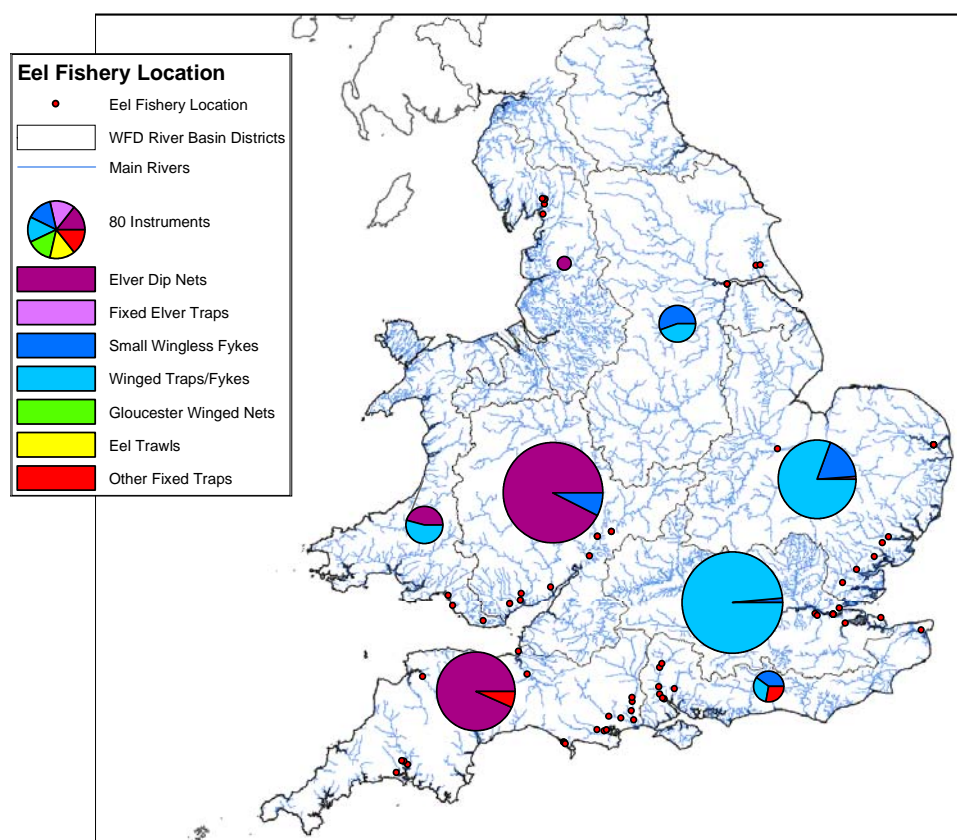 Eel Fishery Location
Eel Fishery Location
WFD River Basin Districts
Main Rivers
80 Instruments
Elver Dip Nets
Fixed Elver Traps
Small Wingless Fykes
Winged Traps/Fykes
Gloucester Winged Nets
Eel Trawls
Other Fixed Traps